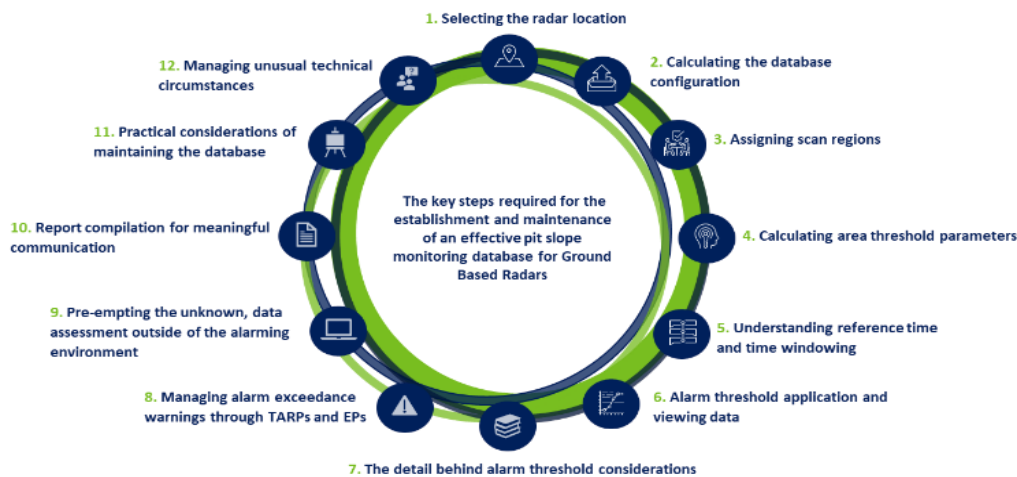 1. Selecting the radar location
2. Calculating the database
configuration
3. Assigning scan regions
4. Calculating area threshold parameters
5. Understanding reference time
and time windowing
6. Alarm threshold application and
viewing data
7. The detail behind alarm threshold considerations
8. Managing alarm exceedance
warnings through TARPs and EPs
9. Pre-empting the unknown, data
assessment outside of the alarming
environment
10. Report compilation for meaningful
communication
11. Practical considerations of
maintaining the database
12. Managing unusual technical
circumstances
The key steps required for the
establishment and maintenance
of an effective pit slope
monitoring database for Ground
Based Radars